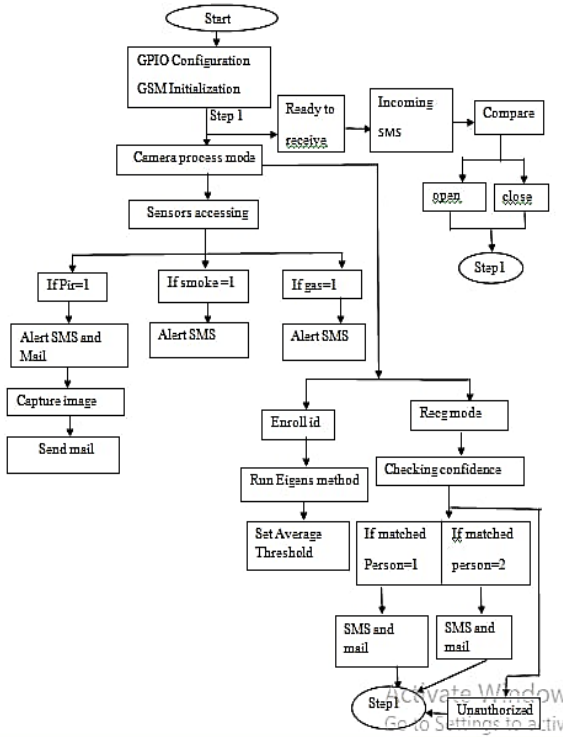 Start
GPIO Configuration
GSM Initialization
Step 1
Ready to
receive
Incoming
SMS
Compare
Camera process mode
open
close
Sensors accessing
Step1
If Pir=1
If smoke=1
If gas=1
Alert SMS and
Mail
Alert SMS
Alert SMS
Capture image
Send mail
Enroll id
Recg mode
Run Eigens method
Checking confidence
Set Average
Threshold
If matched
Person=1
If matched
person=2
SMS and
mail
SMS and
mail
Step1
Unauthorized
Activate Window
Go to Settings to activ